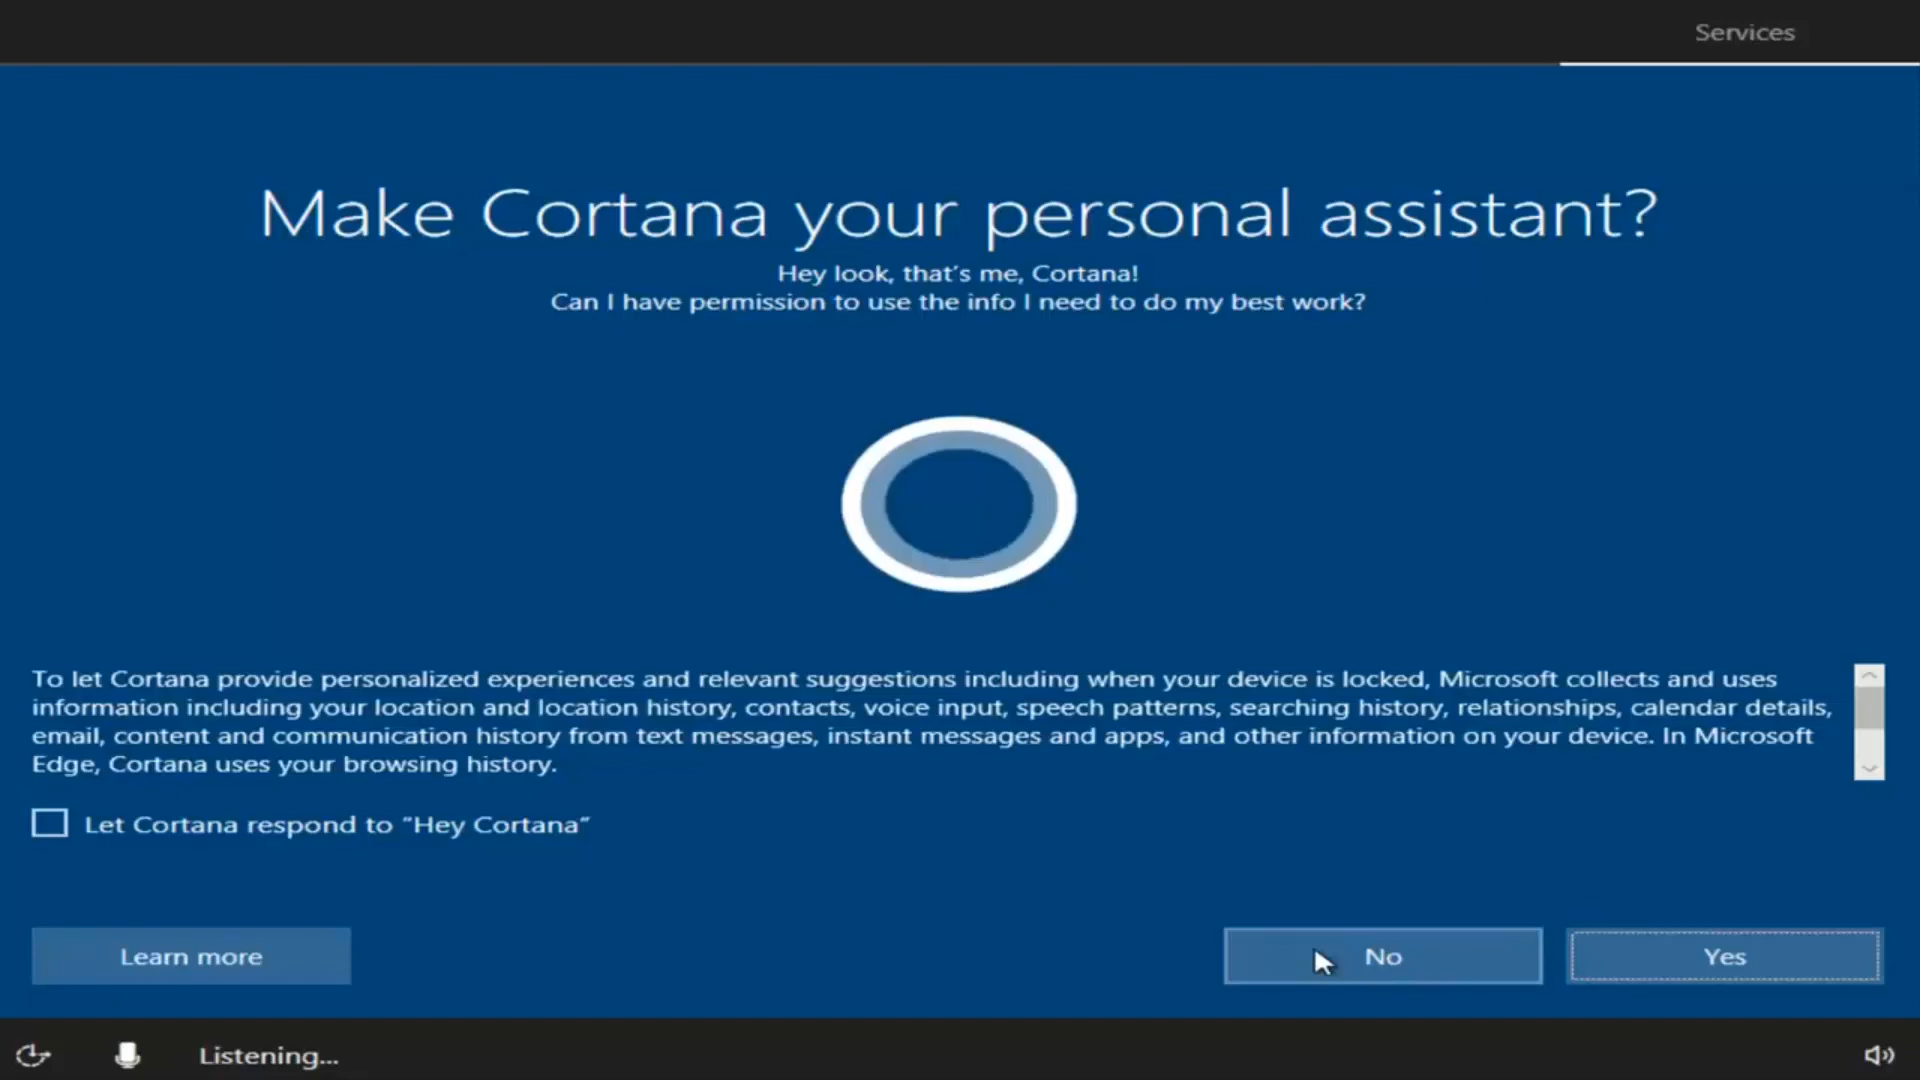 Services
Make Cortana your personal assistant?
Hey look, that's me, Cortana!
Can I have permission to use the info I need to do my best work?
To let Cortana provide personalized experiences and relevant suggestions including when your device is locked, Microsoft collects and uses
information including your location and location history, contacts, voice input, speech patterns, searching history, relationships, calendar details,
email, content and communication history from text messages, instant messages and apps, and other information on your device. In Microsoft
Edge, Cortana uses your browsing history.
Let Cortana respond to "Hey Cortana"
Learn more
No
Yes
Listening...